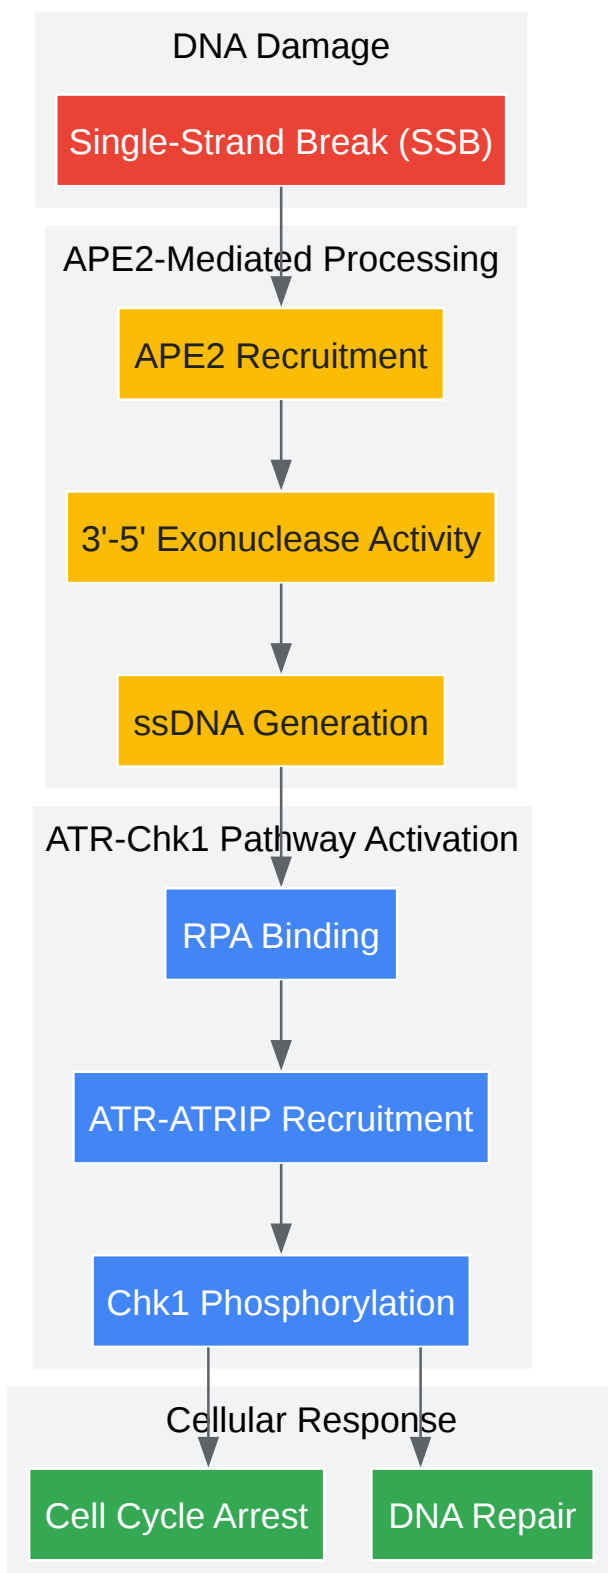 DNA Damage
Single-Strand Break (SSB)
APE2-Mediated Processing
APE2 Recruitment
3'-5' Exonuclease Activity
ssDNA Generation
ATR-Chk1 Pathway Activation
RPA Binding
ATR-ATRIP Recruitment
Chk1 Phosphorylation
Cellular Response
Cell Cycle Arrest
DNA Repair